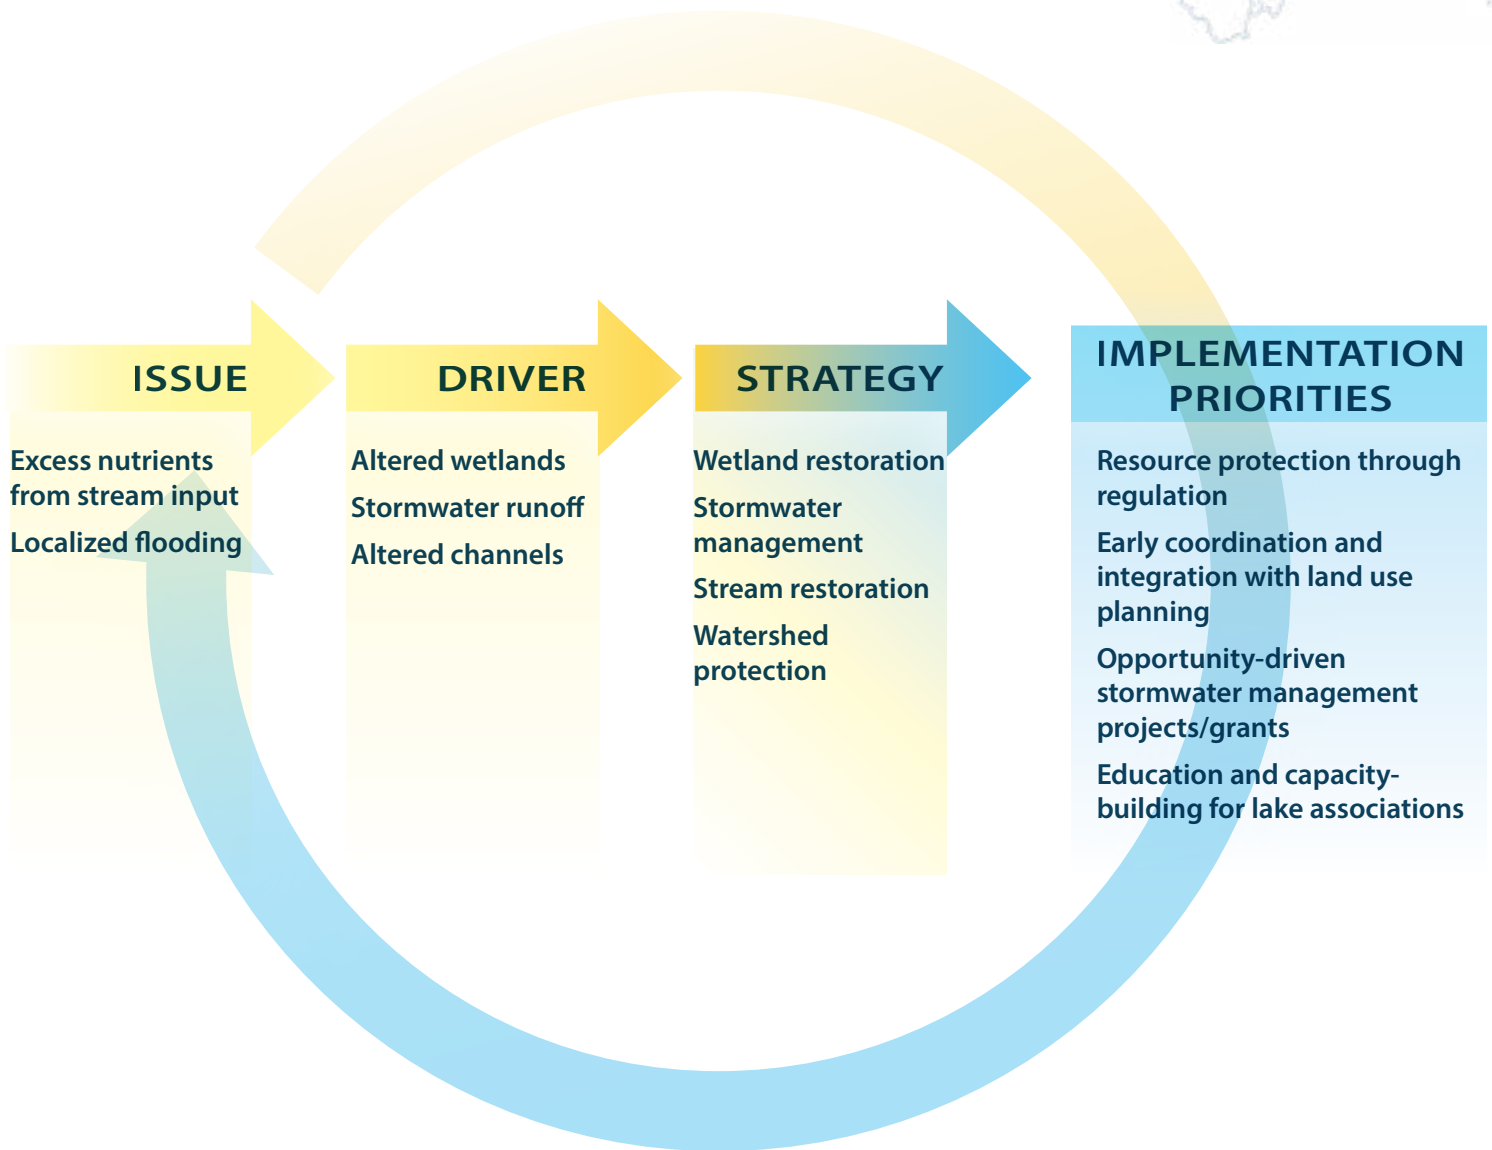 ISSUE
Excess nutrients
from stream input
Localized flooding
DRIVER
Altered wetlands
Stormwater runoff
Altered channels
STRATEGY
Wetland restoration
Stormwater
management
Stream restoration
Watershed
protection
IMPLEMENTATION
PRIORITIES
Resource protection through
regulation
Early coordination and
integration with land use
planning
Opportunity-driven
stormwater management
projects/grants
Education and capacity-
building for lake associations